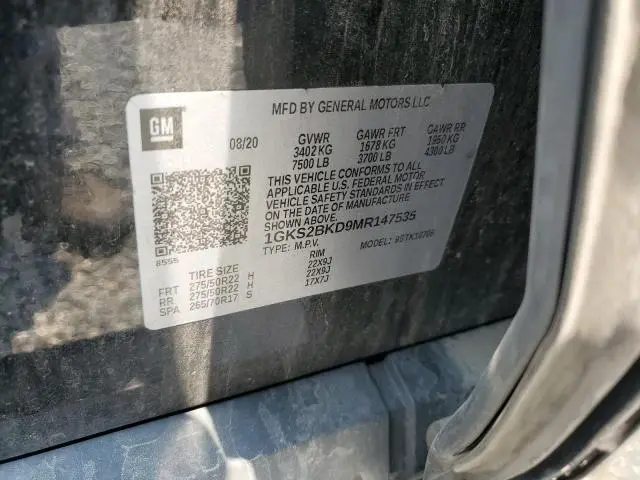 GM
MFD BY GENERAL MOTORS LLC
08/20
GVWR GAWR FRT GAWR RR
3402 KG 1678 KG 1950 KG
7500 LB 3700 LB 4300 LB
THIS VEHICLE CONFORMS TO ALL
APPLICABLE U.S. FEDERAL MOTOR
VEHICLE SAFETY STANDARDS IN EFFECT
ON THE DATE OF MANUFACTURE
SHOWN ABOVE.
1GKS2BKD9MR147535
TYPE: M.P.V. MODEL: 9STK10706
8555
TIRE SIZE RIM
FRT 275/50R22 H 22X9J
RR 275/50R22 H 22X9J
SPA 265/70R17 S 17X7J